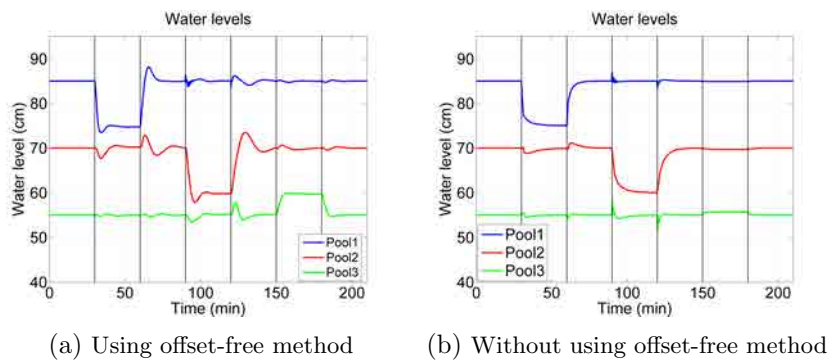 Water levels
Water level (cm)
90
80
70
60
50
40
0
50
100
150
200
Time (min)
Pool1
Pool2
Pool3
(a) Using offset-free method
Water levels
Water level (cm)
90
80
70
60
50
40
0
50
100
150
200
Time (min)
Pool1
Pool2
Pool3
(b) Without using offset-free method